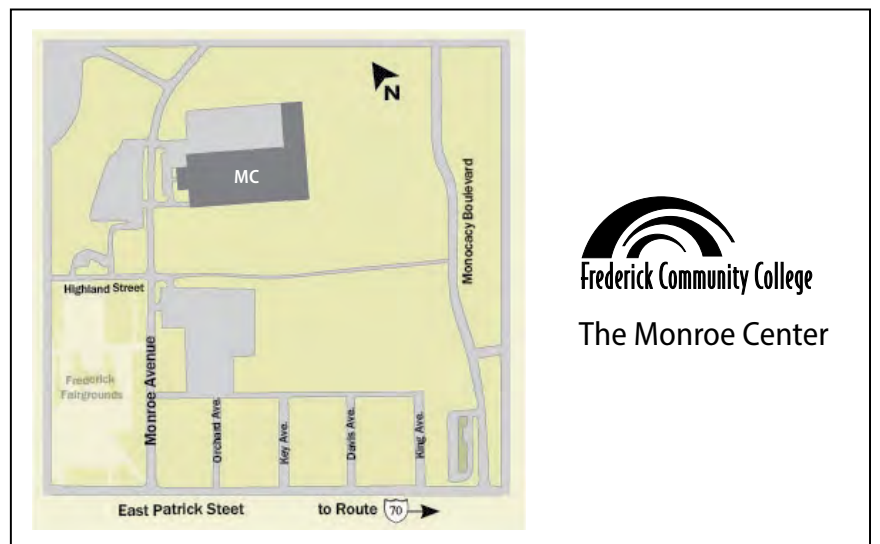 N
MC
Monocacy Boulevard
Highland Street
Monroe Avenue
Frederick
Fairgrounds
Orchard Ave.
Key Ave.
Davis Ave.
King Ave.
East Patrick Steet
to Route 70
Frederick Community College
The Monroe Center